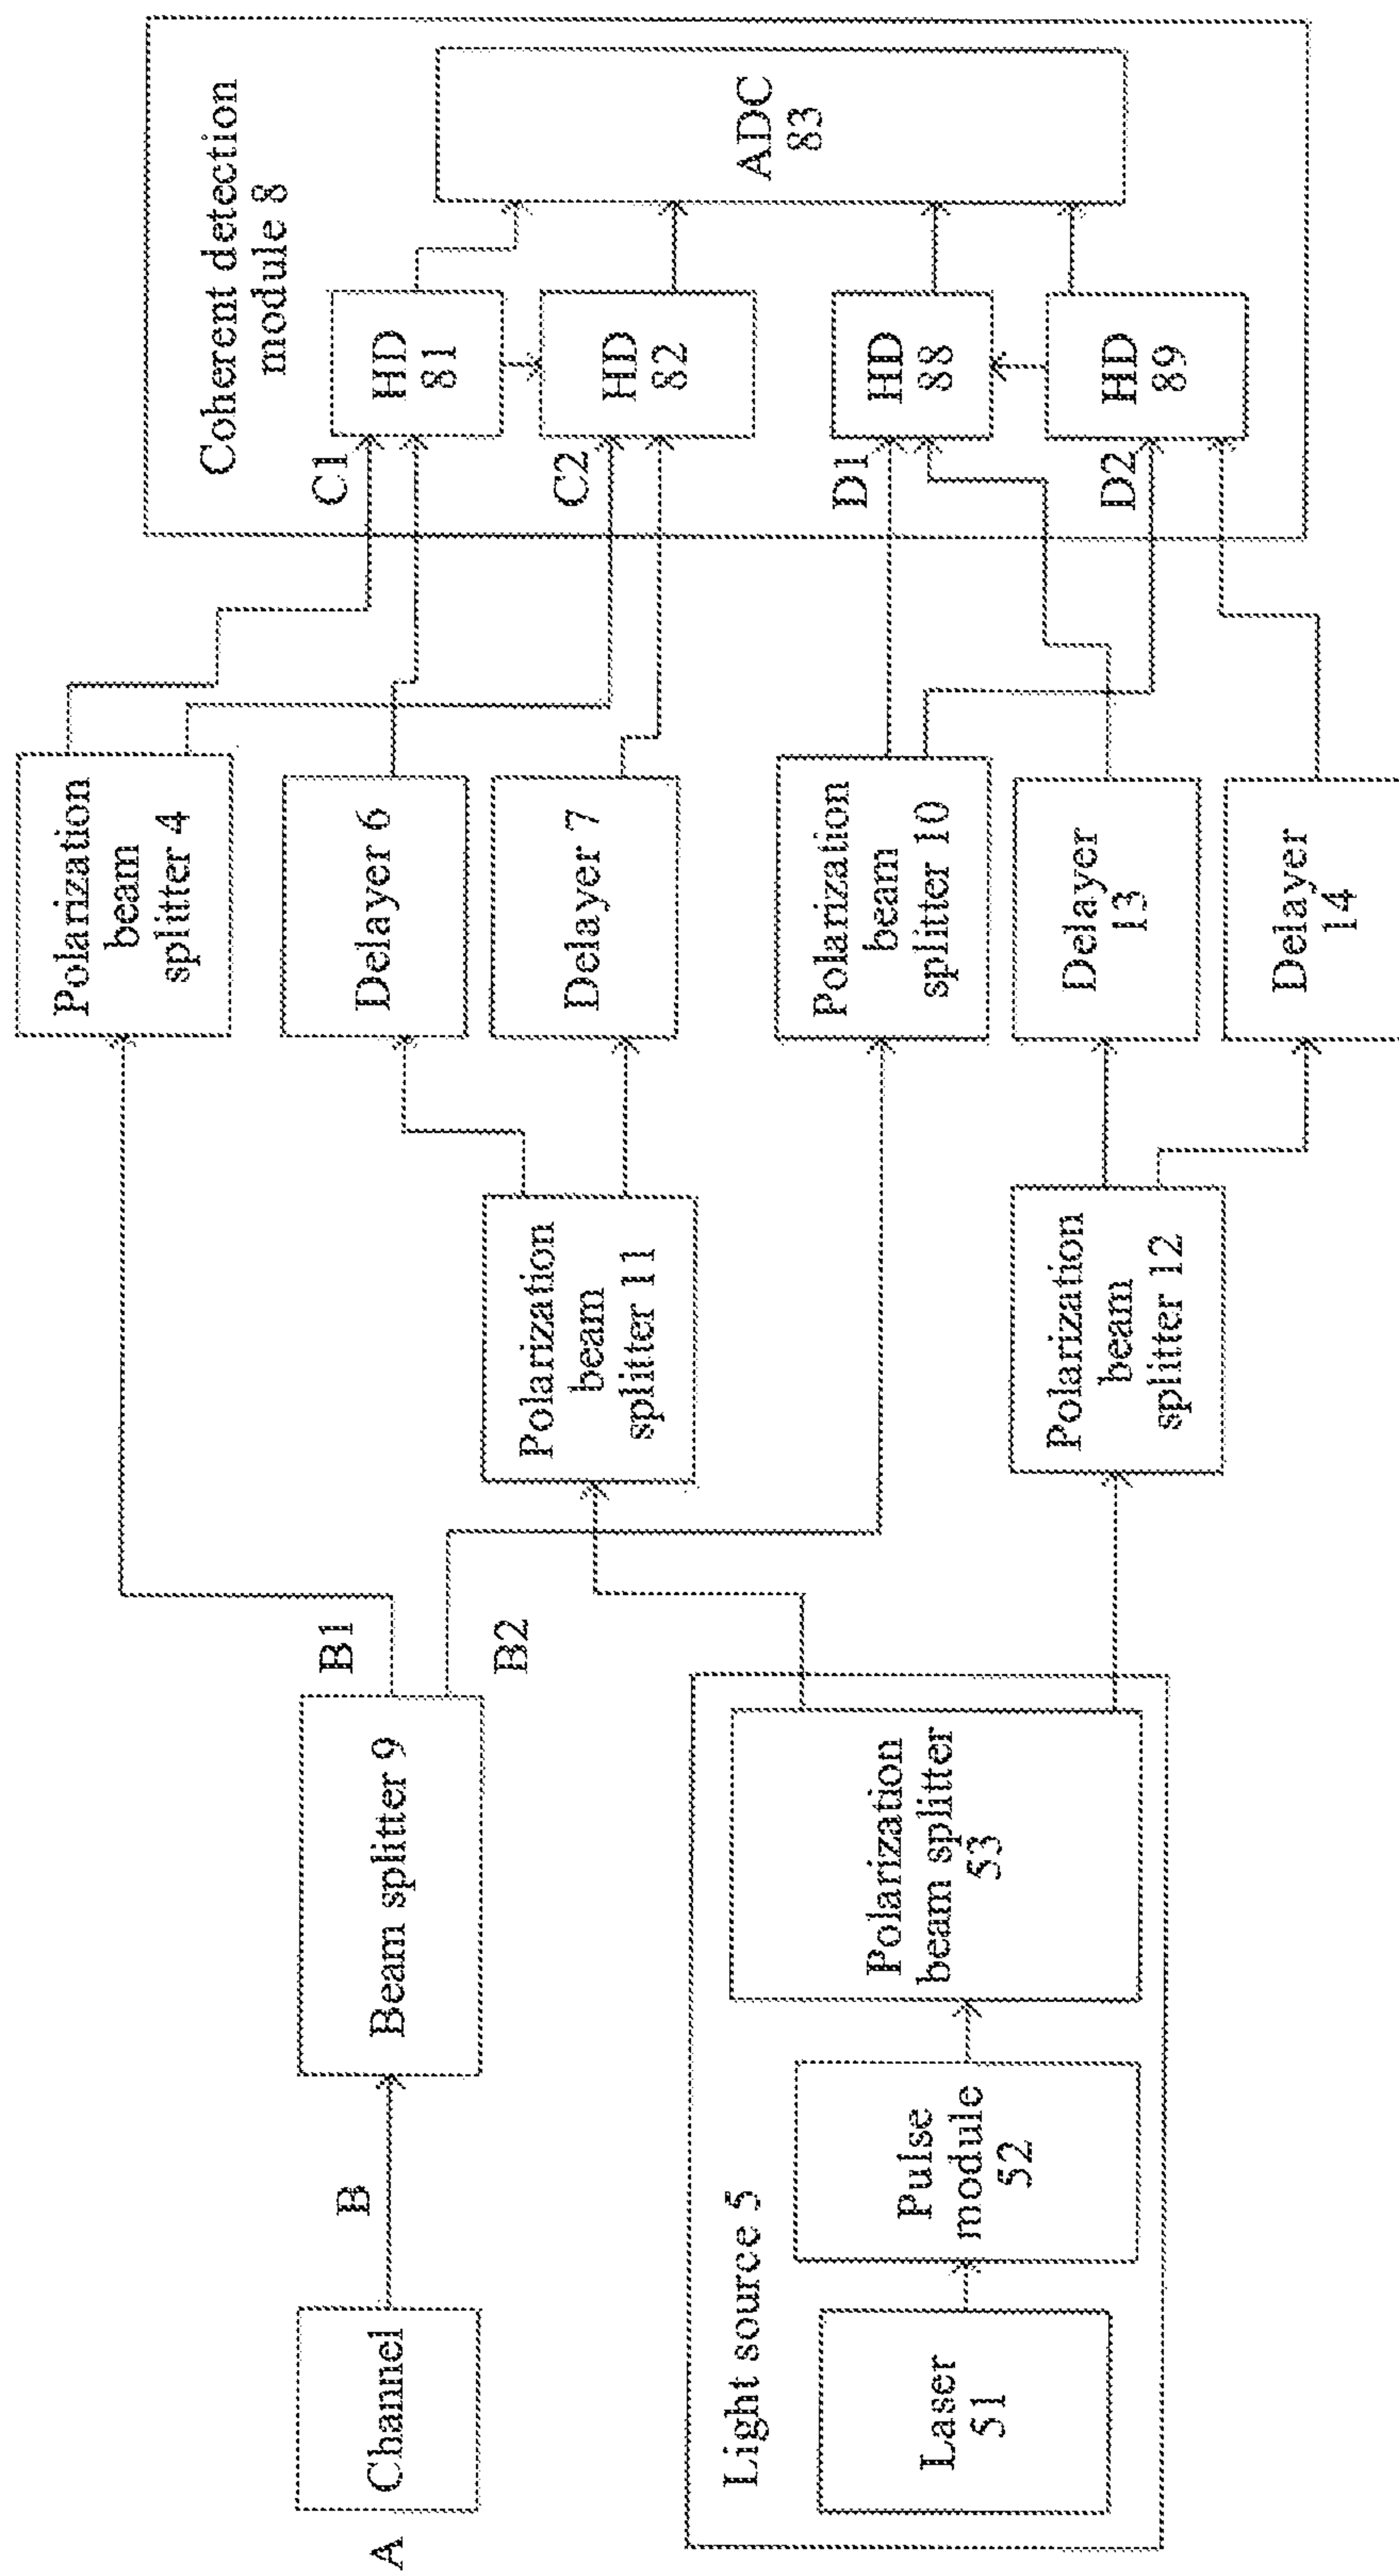 A
Channel
B
Beam splitter 9
B1
B2
Light source 5
Laser
51
Pulse
module
52
Polarization
beam splitter
53
Polarization
beam
splitter 11
Polarization
beam
splitter 12
Polarization
beam
splitter 4
Delayer 6
Delayer 7
Polarization
beam
splitter 10
Delayer
13
Delayer
14
Coherent detection
module 8
C1
C2
D1
D2
HD
81
HD
82
HD
88
HD
89
ADC
83